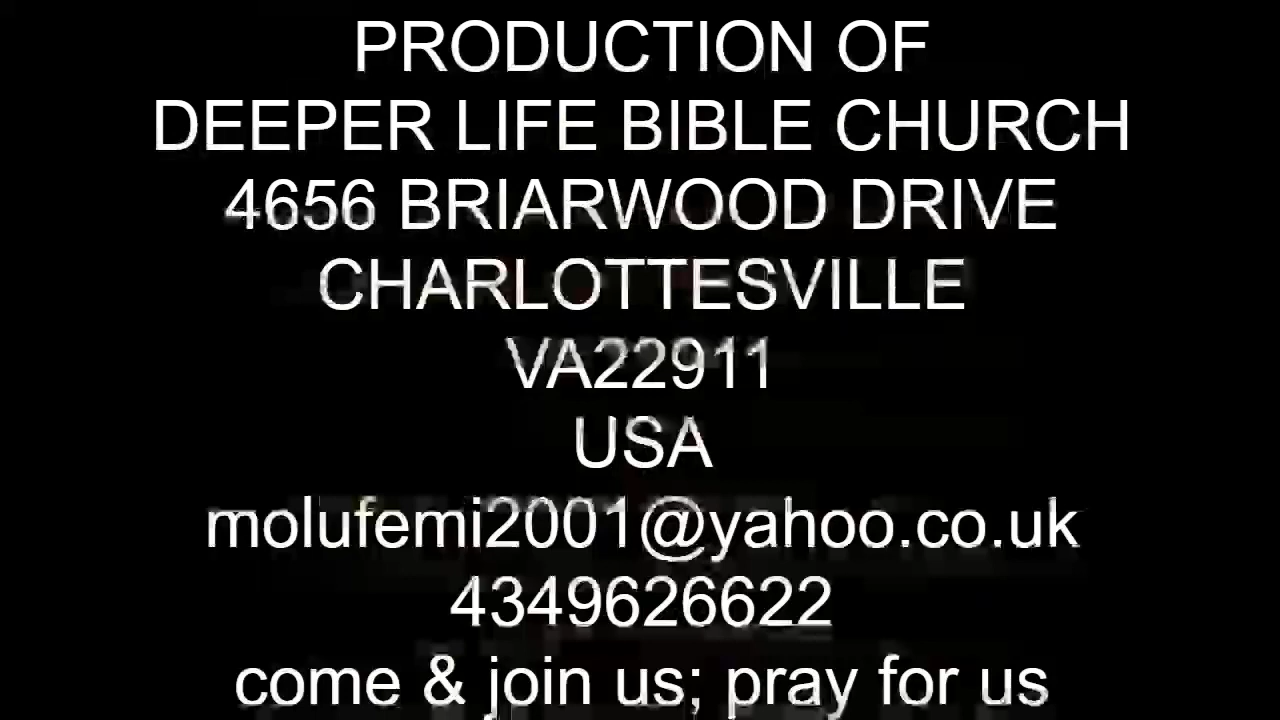 PRODUCTION OF
DEEPER LIFE BIBLE CHURCH
4656 BRIARWOOD DRIVE
CHARLOTTESVILLE
VA22911
USA
molufemi2001@yahoo.co.uk
4349626622
come & join us; pray for us